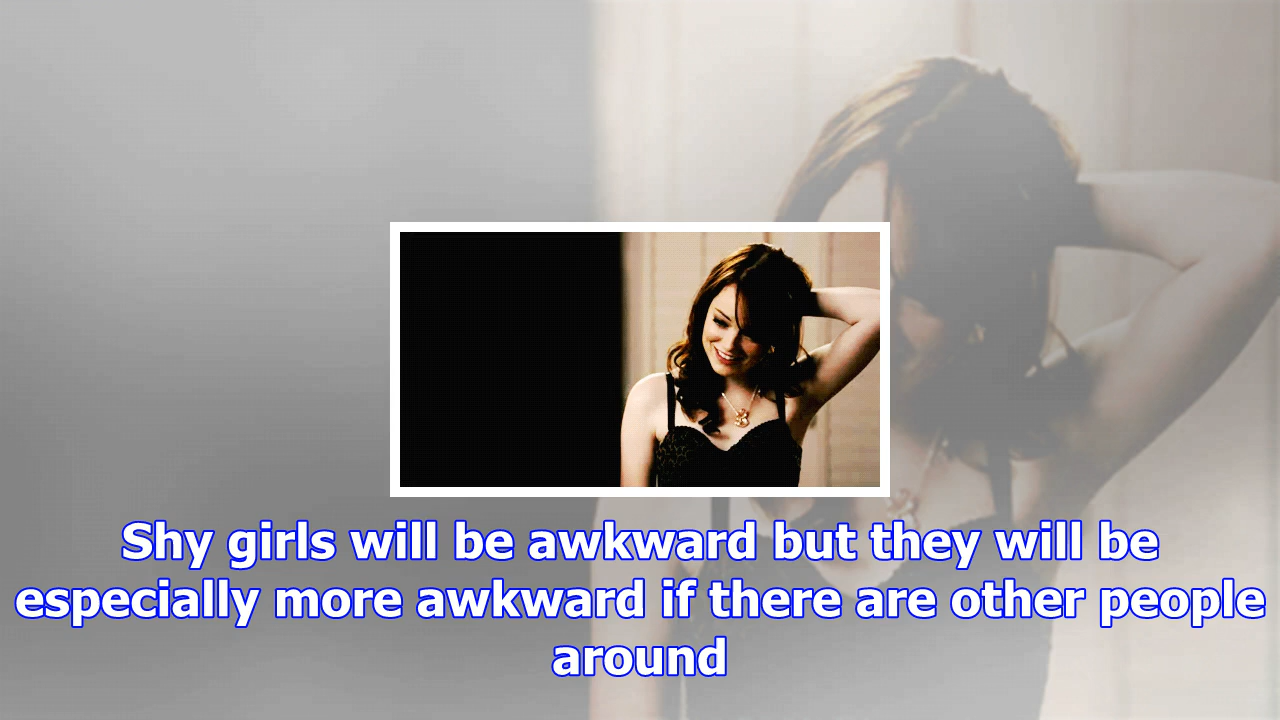 Shy girls will be awkward but they will be
especially more awkward if there are other people
around